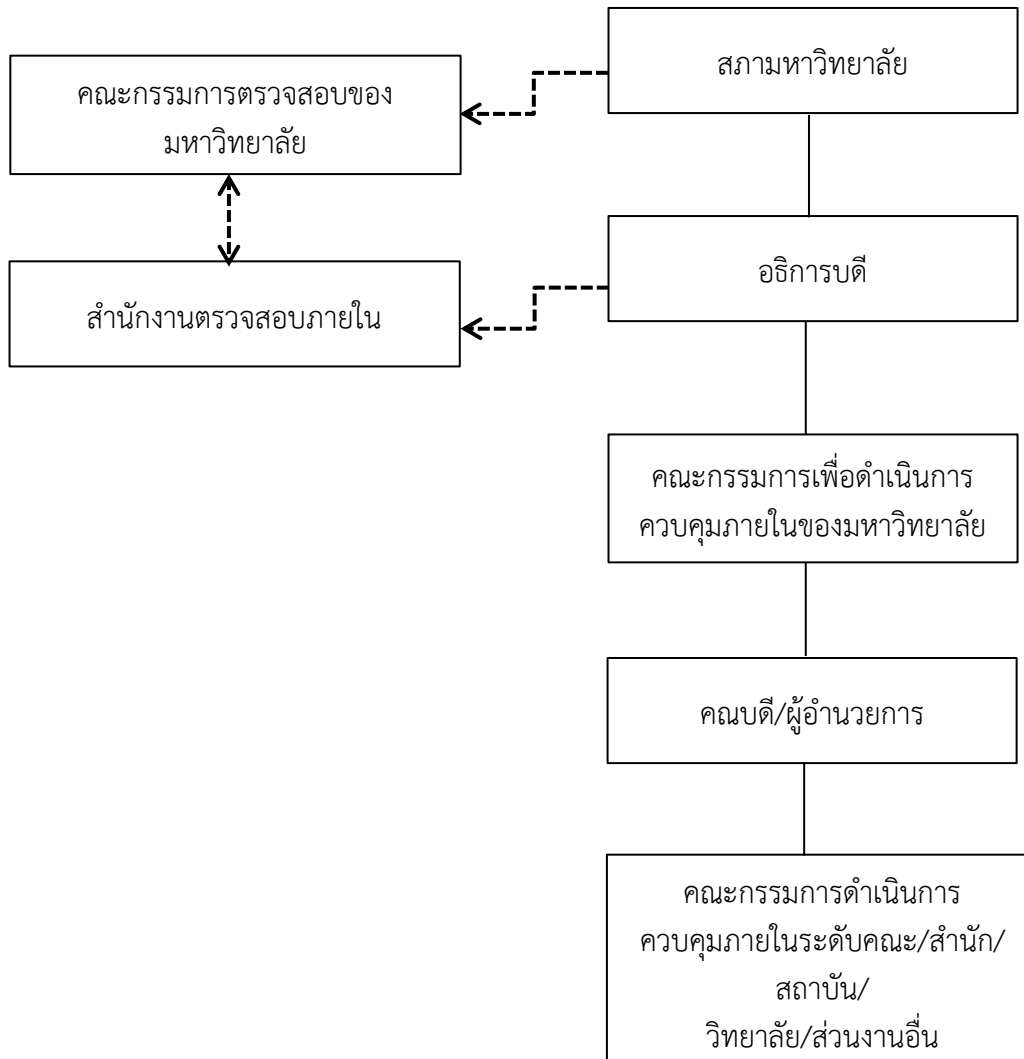 สภามหาวิทยาลัย
คณะกรรมการตรวจสอบของ
มหาวิทยาลัย
อธิการบดี
สำนักงานตรวจสอบภายใน
คณะกรรมการเพื่อดำเนินการ
ควบคุมภายในของมหาวิทยาลัย
คณบดี/ผู้อำนวยการ
คณะกรรมการดำเนินการ
ควบคุมภายในระดับคณะ/สำนัก/
สถาบัน/
วิทยาลัย/ส่วนงานอื่น